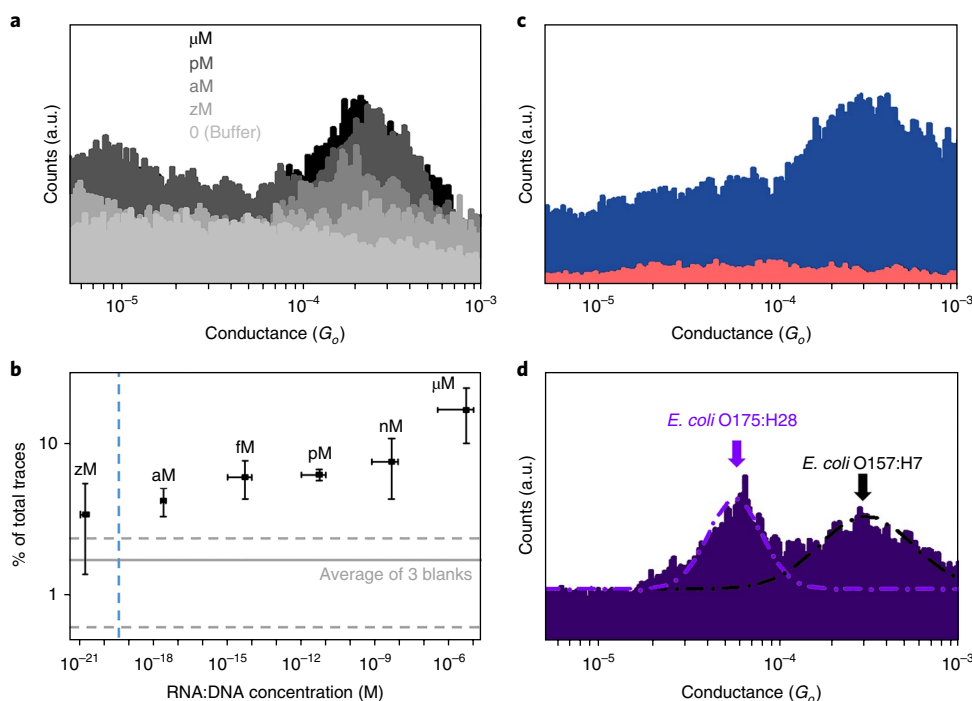 a
μM
pM
aM
zM
0 (Buffer)
Counts (a.u.)
10⁻⁵
10⁻⁴
10⁻³
Conductance (Gₒ)
c
Counts (a.u.)
10⁻⁵
10⁻⁴
10⁻³
Conductance (Gₒ)
b
% of total traces
10
1
zM
aM
fM
pM
nM
μM
Average of 3 blanks
10⁻²¹
10⁻¹⁸
10⁻¹⁵
10⁻¹²
10⁻⁹
10⁻⁶
RNA:DNA concentration (M)
d
Counts (a.u.)
E. coli O175:H28
E. coli O157:H7
10⁻⁵
10⁻⁴
10⁻³
Conductance (Gₒ)